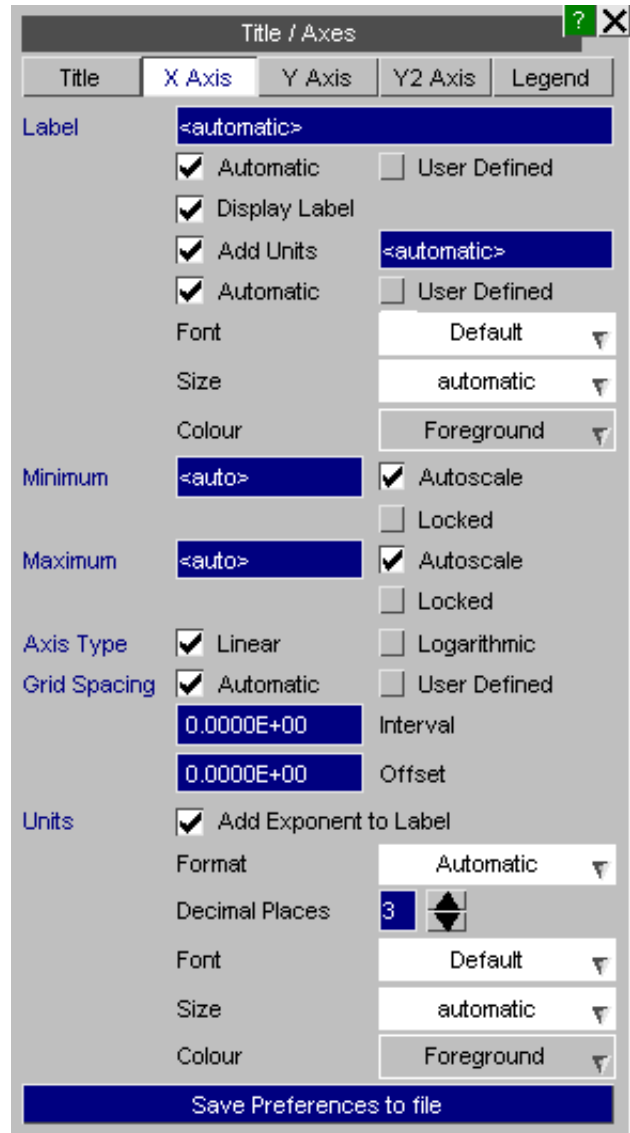 Title / Axes ? X
Title X Axis Y Axis Y2 Axis Legend
Label <automatic>
Automatic User Defined
Display Label
Add Units <automatic>
Automatic User Defined
Font Default
Size automatic
Colour Foreground
Minimum <auto> Autoscale
Locked
Maximum <auto> Autoscale
Locked
Axis Type Linear Logarithmic
Grid Spacing Automatic User Defined
0.0000E+00 Interval
0.0000E+00 Offset
Units Add Exponent to Label
Format Automatic
Decimal Places 3
Font Default
Size automatic
Colour Foreground
Save Preferences to file